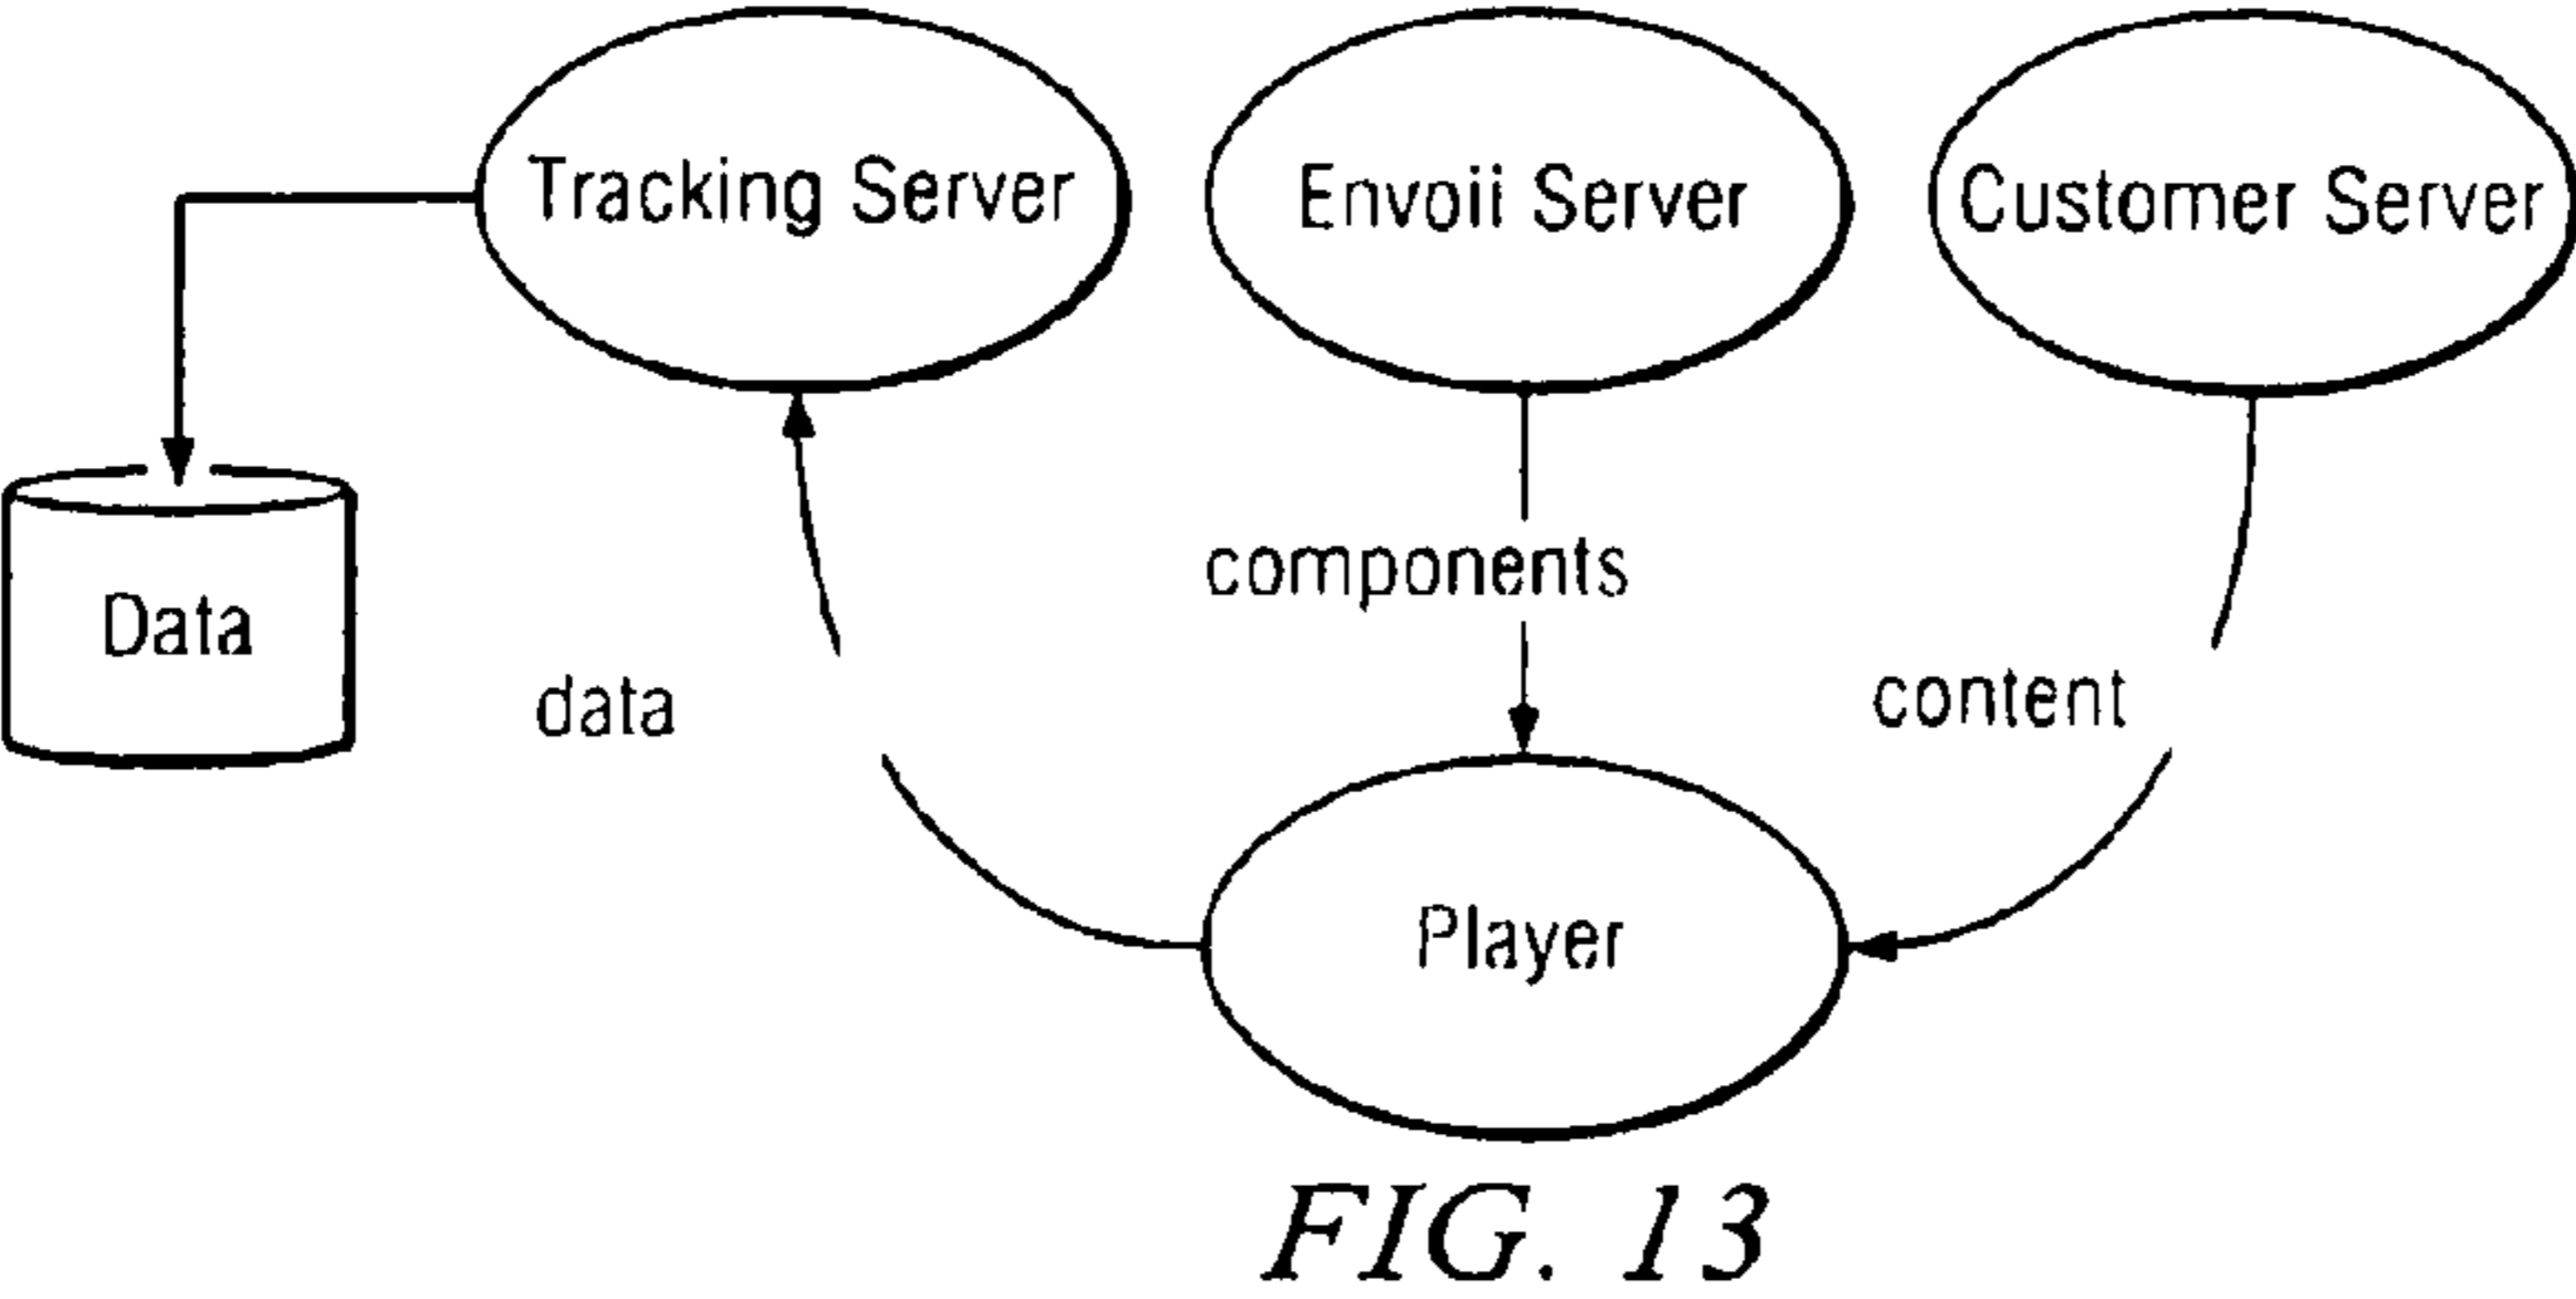 Tracking Server
Envoii Server
Customer Server
components
Data
data
content
Player
FIG. 13